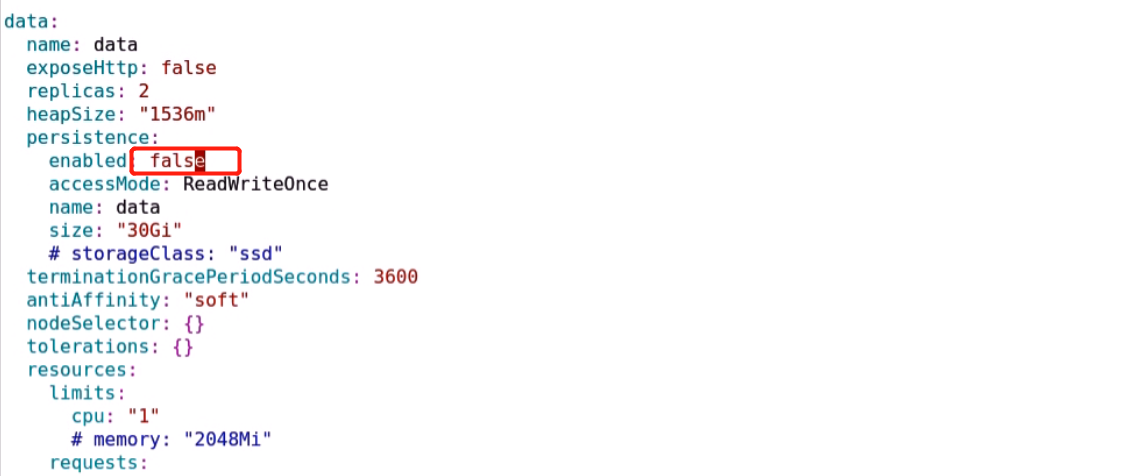 data:
  name: data
  exposeHttp: false
  replicas: 2
  heapSize: "1536m"
  persistence:
    enabled: false
    accessMode: ReadWriteOnce
    name: data
    size: "30Gi"
    # storageClass: "ssd"
  terminationGracePeriodSeconds: 3600
  antiAffinity: "soft"
  nodeSelector: {}
  tolerations: {}
  resources:
    limits:
      cpu: "1"
      # memory: "2048Mi"
    requests: